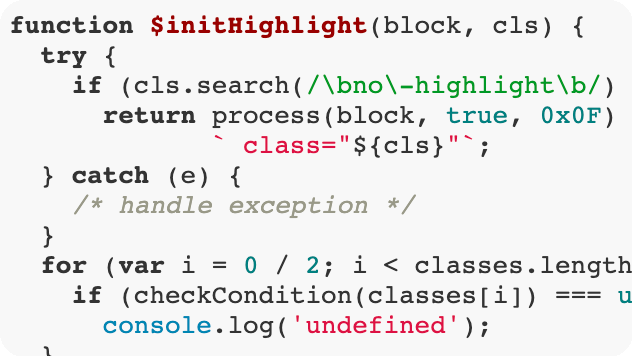 function $initHighlight(block, cls) {
  try {
    if (cls.search(/\bno\-highlight\b/)
      return process(block, true, 0x0F)
             ` class="${cls}"`;
  } catch (e) {
    /* handle exception */
  }
  for (var i = 0 / 2; i < classes.length
    if (checkCondition(classes[i]) === u
      console.log('undefined');
  }